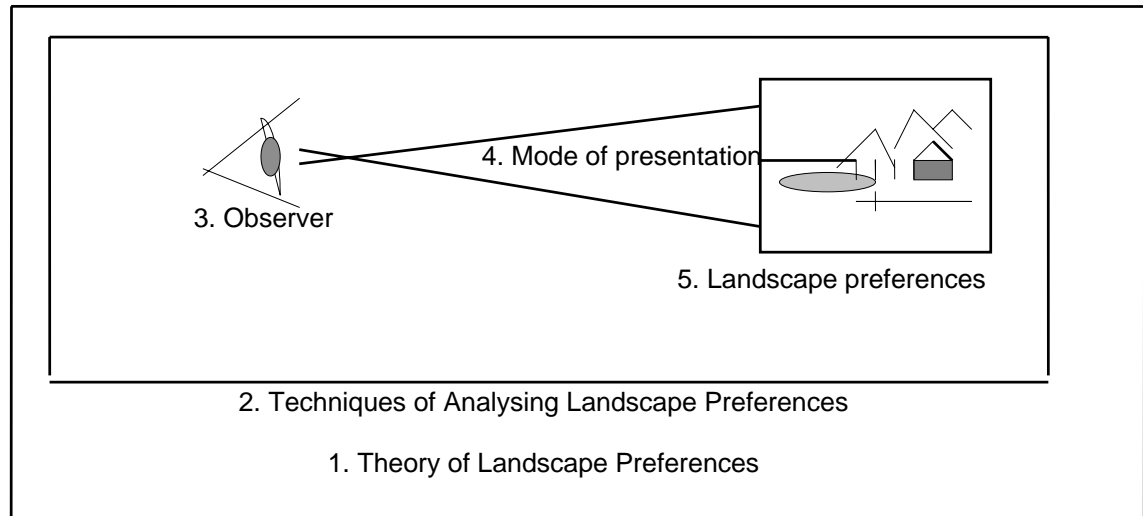 4. Mode of presentation
3. Observer
5. Landscape preferences
2. Techniques of Analysing Landscape Preferences
1. Theory of Landscape Preferences